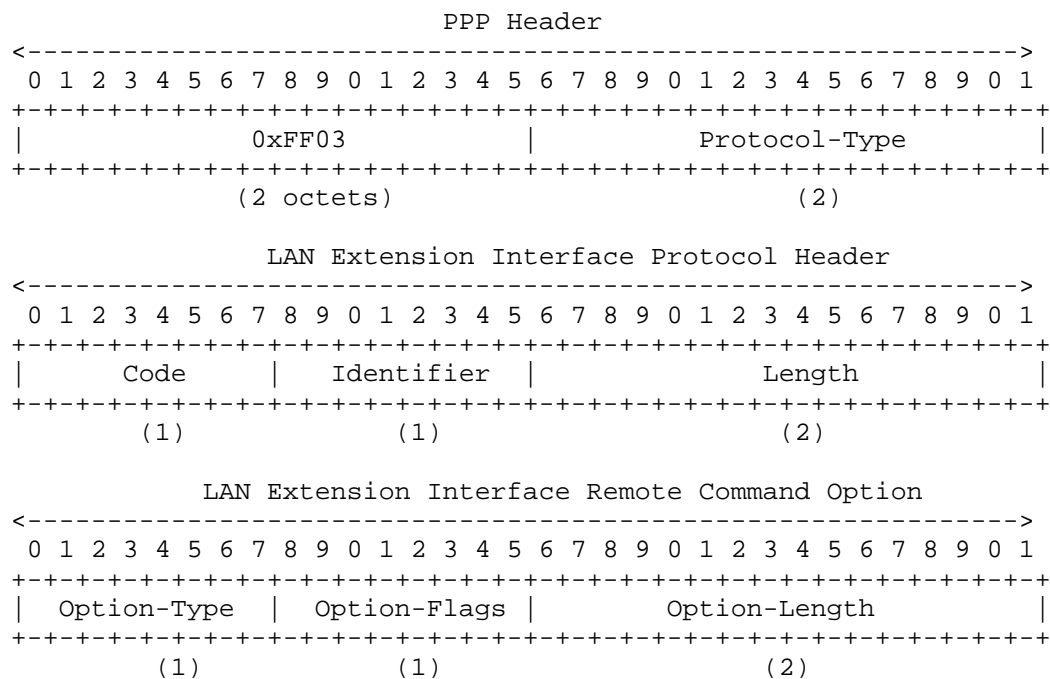 PPP Header
<-------------------------------------------------------------->
 0 1 2 3 4 5 6 7 8 9 0 1 2 3 4 5 6 7 8 9 0 1 2 3 4 5 6 7 8 9 0 1
+-+-+-+-+-+-+-+-+-+-+-+-+-+-+-+-+-+-+-+-+-+-+-+-+-+-+-+-+-+-+-+-+
|              0xFF03           |          Protocol-Type        |
+-+-+-+-+-+-+-+-+-+-+-+-+-+-+-+-+-+-+-+-+-+-+-+-+-+-+-+-+-+-+-+-+
              (2 octets)                         (2)
                LAN Extension Interface Protocol Header
<-------------------------------------------------------------->
 0 1 2 3 4 5 6 7 8 9 0 1 2 3 4 5 6 7 8 9 0 1 2 3 4 5 6 7 8 9 0 1
+-+-+-+-+-+-+-+-+-+-+-+-+-+-+-+-+-+-+-+-+-+-+-+-+-+-+-+-+-+-+-+-+
|      Code     |   Identifier  |              Length           |
+-+-+-+-+-+-+-+-+-+-+-+-+-+-+-+-+-+-+-+-+-+-+-+-+-+-+-+-+-+-+-+-+
        (1)             (1)                    (2)
            LAN Extension Interface Remote Command Option
<-------------------------------------------------------------->
 0 1 2 3 4 5 6 7 8 9 0 1 2 3 4 5 6 7 8 9 0 1 2 3 4 5 6 7 8 9 0 1
+-+-+-+-+-+-+-+-+-+-+-+-+-+-+-+-+-+-+-+-+-+-+-+-+-+-+-+-+-+-+-+-+
|  Option-Type  |  Option-Flags |        Option-Length          |
+-+-+-+-+-+-+-+-+-+-+-+-+-+-+-+-+-+-+-+-+-+-+-+-+-+-+-+-+-+-+-+-+
         (1)            (1)                   (2)